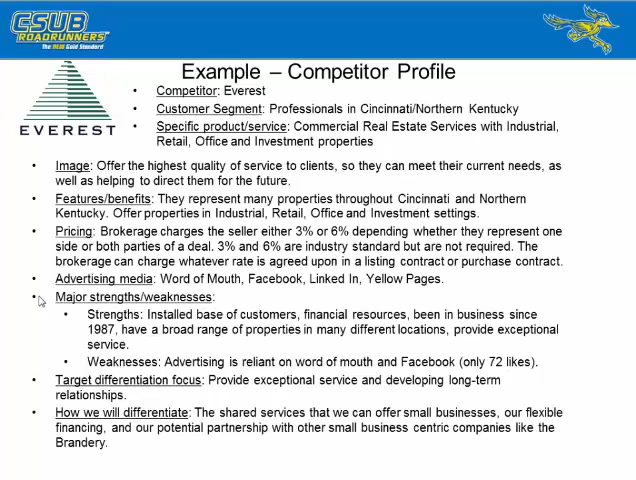 CSUB
ROADRUNNERS
The NEW Gold Standard
Example – Competitor Profile
EVEREST
• Competitor: Everest
• Customer Segment: Professionals in Cincinnati/Northern Kentucky
• Specific product/service: Commercial Real Estate Services with Industrial,
Retail, Office and Investment properties
• Image: Offer the highest quality of service to clients, so they can meet their current needs, as
well as helping to direct them for the future.
• Features/benefits: They represent many properties throughout Cincinnati and Northern
Kentucky. Offer properties in Industrial, Retail, Office and Investment settings.
• Pricing: Brokerage charges the seller either 3% or 6% depending whether they represent one
side or both parties of a deal. 3% and 6% are industry standard but are not required. The
brokerage can charge whatever rate is agreed upon in a listing contract or purchase contract.
• Advertising media: Word of Mouth, Facebook, Linked In, Yellow Pages.
• Major strengths/weaknesses:
• Strengths: Installed base of customers, financial resources, been in business since
1987, have a broad range of properties in many different locations, provide exceptional
service.
• Weaknesses: Advertising is reliant on word of mouth and Facebook (only 72 likes).
• Target differentiation focus: Provide exceptional service and developing long-term
relationships.
• How we will differentiate: The shared services that we can offer small businesses, our flexible
financing, and our potential partnership with other small business centric companies like the
Brandery.